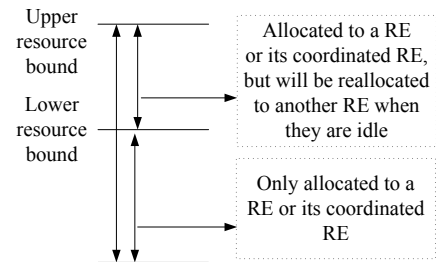 Upper
resource
bound
Lower
resource
bound
Allocated to a RE
or its coordinated RE,
but will be reallocated
to another RE when
they are idle
Only allocated to a
RE or its coordinated
RE